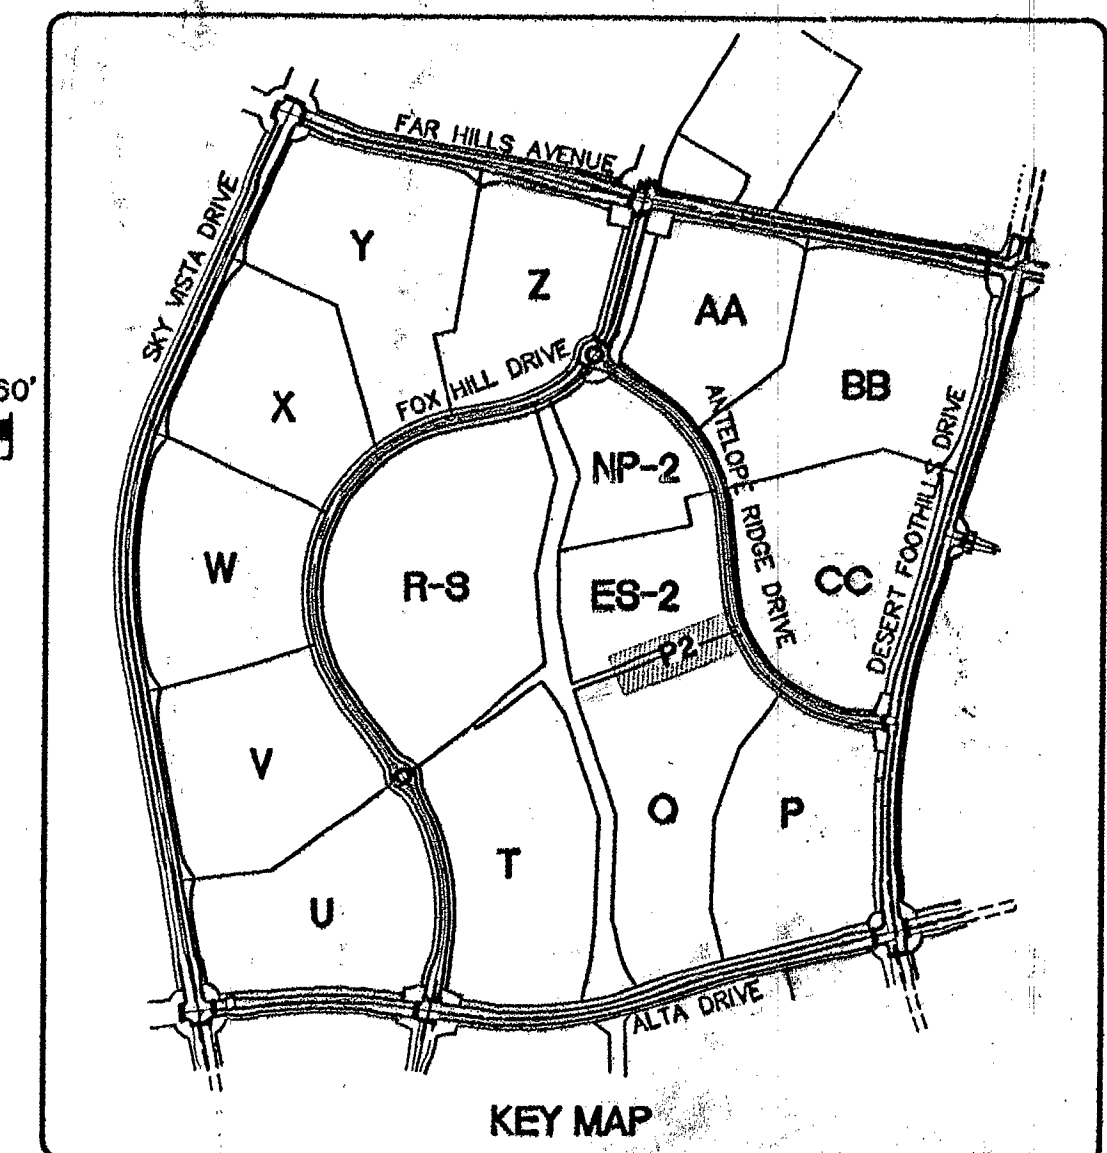 FAR HILLS AVENUE
SKY VISTA DRIVE
Y
Z
AA
BB
60'
X
FOX HILL DRIVE
ANTELOPE RIDGE DRIVE
DESERT FOOTHILLS DRIVE
NP-2
W
R-S
ES-2
CC
P2
V
Q
P
T
U
ALTA DRIVE
KEY MAP